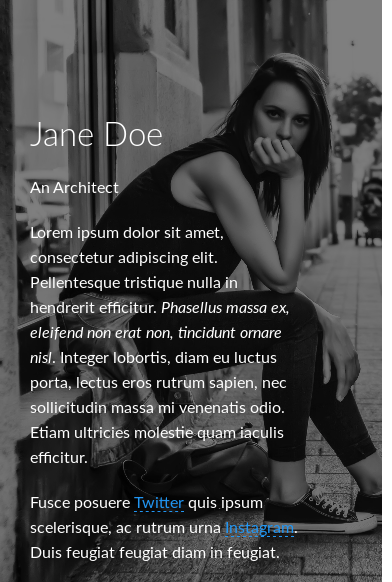 Jane Doe
An Architect
Lorem ipsum dolor sit amet,
consectetur adipiscing elit.
Pellentesque tristique nulla in
hendrerit efficitur. Phasellus massa ex,
eleifend non erat non, tincidunt ornare
nisl. Integer lobortis, diam eu luctus
porta, lectus eros rutrum sapien, nec
sollicitudin massa mi venenatis odio.
Etiam ultricies molestie quam iaculis
efficitur.
Fusce posuere Twitter quis ipsum
scelerisque, ac rutrum urna Instagram.
Duis feugiat feugiat diam in feugiat.